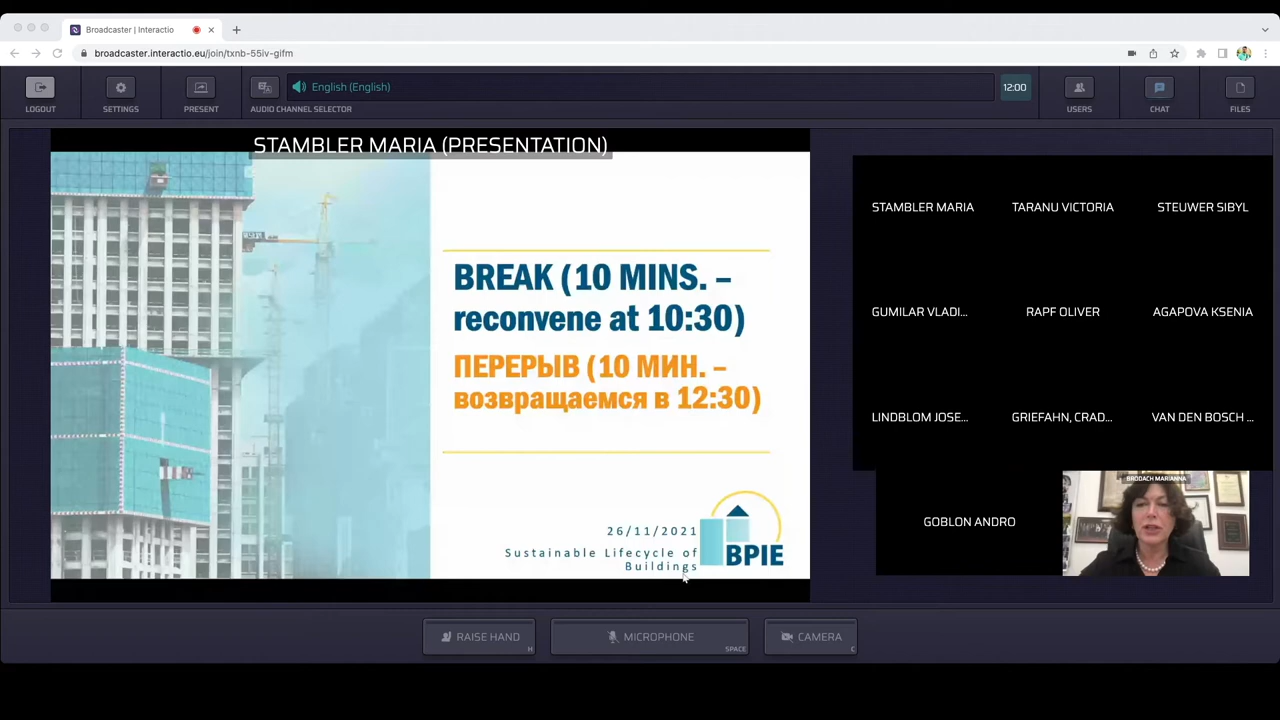 Broadcaster | Interactio
broadcaster.interactio.eu/join/txnb-55iv-gifm
LOGOUT
SETTINGS
PRESENT
AUDIO CHANNEL SELECTOR
English (English)
12:00
USERS
CHAT
FILES
STAMBLER MARIA (PRESENTATION)
BREAK (10 MINS. –
reconvene at 10:30)
ПЕРЕРЫВ (10 МИН. –
возвращаемся в 12:30)
26/11/2021
Sustainable Lifecycle of
Buildings
BPIE
STAMBLER MARIA
TARANU VICTORIA
STEUWER SIBYL
GUMILAR VLADI...
RAPF OLIVER
AGAPOVA KSENIA
LINDBLOM JOSE...
GRIEFAHN, CRAD...
VAN DEN BOSCH ...
GOBLON ANDRO
BRODACH MARIANNA
RAISE HAND
H
MICROPHONE
SPACE
CAMERA
C